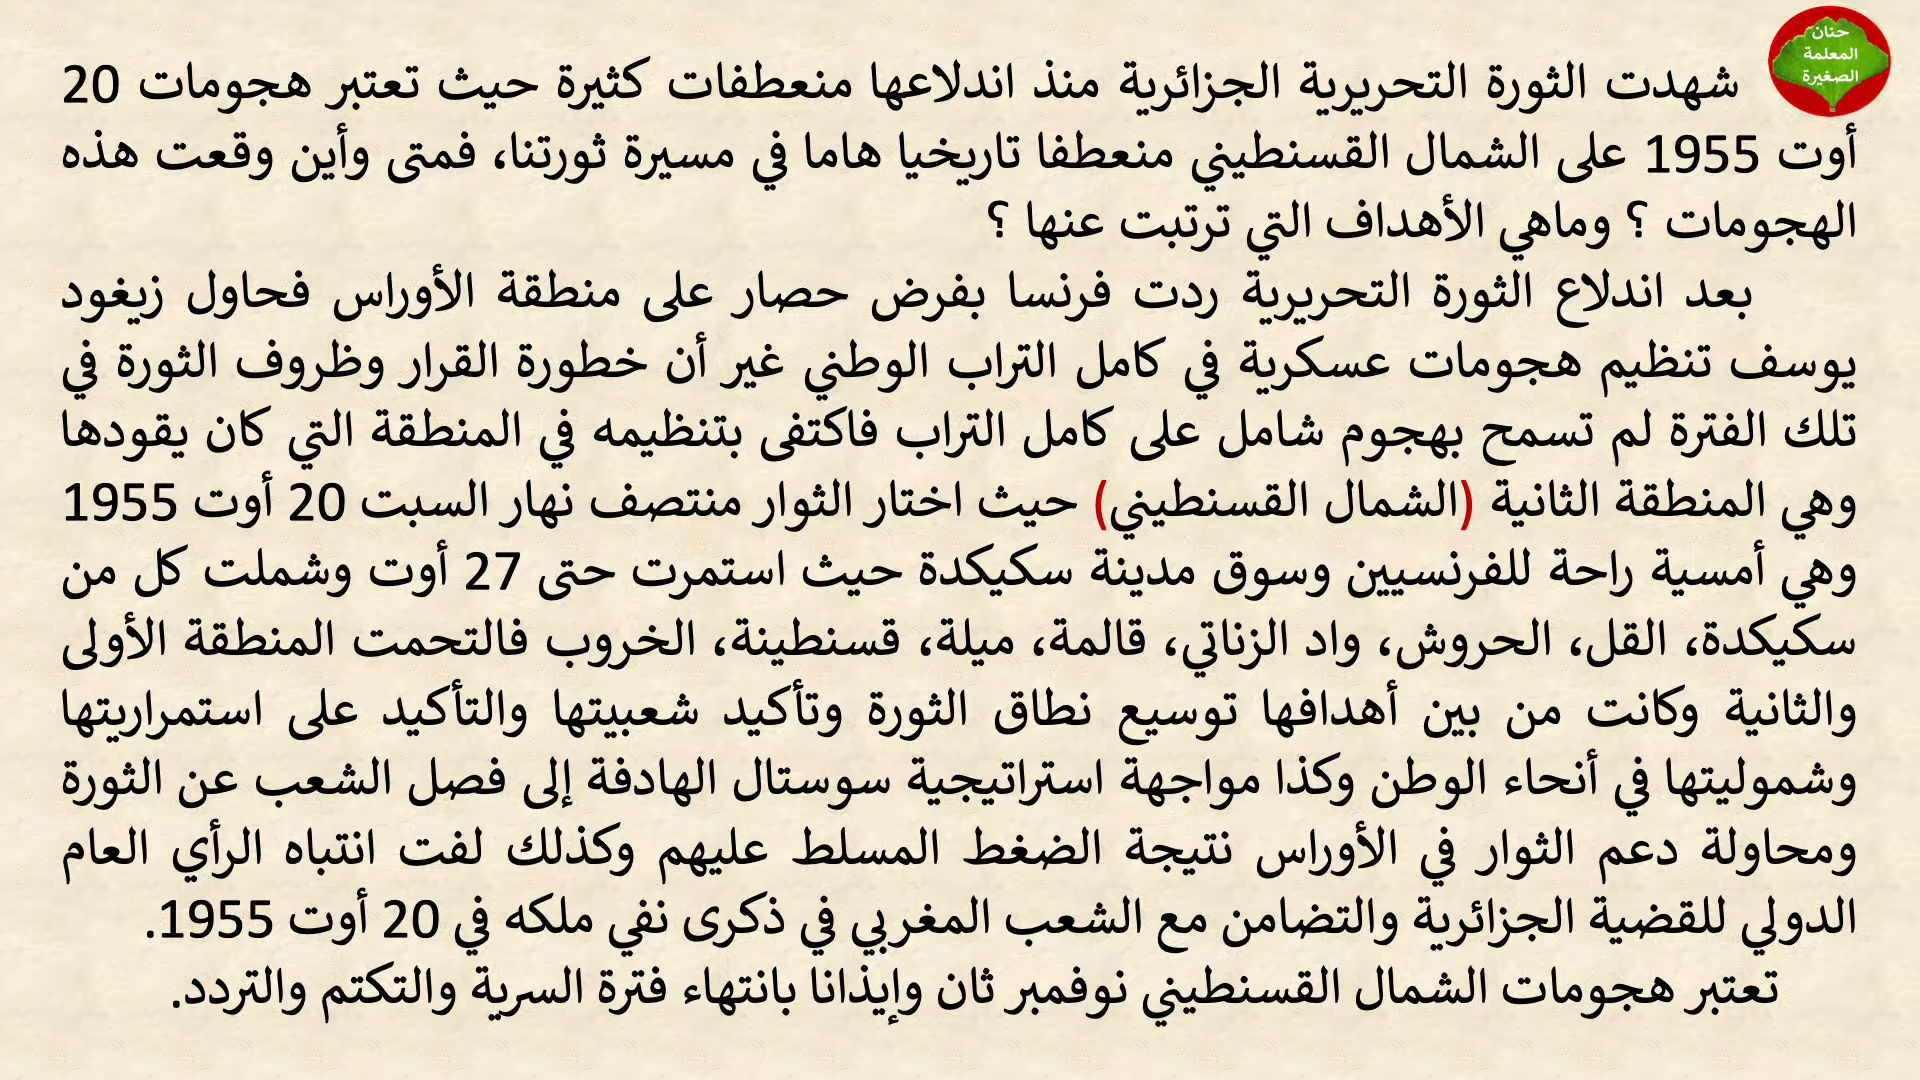 حنان
المعلمة
الصغيرة
شهدت الثورة التحريرية الجزائرية منذ اندلاعها منعطفات كثيرة حيث تعتبر هجومات 20
أوت 1955 على الشمال القسنطيني منعطفا تاريخيا هاما في مسيرة ثورتنا، فمتى وأين وقعت هذه
الهجومات ؟ وماهي الأهداف التي ترتبت عنها ؟
بعد اندلاع الثورة التحريرية ردت فرنسا بفرض حصار على منطقة الأوراس فحاول زيغود
يوسف تنظيم هجومات عسكرية في كامل التراب الوطني غير أن خطورة القرار وظروف الثورة في
تلك الفترة لم تسمح بهجوم شامل على كامل التراب فاكتفى بتنظيمه في المنطقة التي كان يقودها
وهي المنطقة الثانية (الشمال القسنطيني) حيث اختار الثوار منتصف نهار السبت 20 أوت 1955
وهي أمسية راحة للفرنسيين وسوق مدينة سكيكدة حيث استمرت حتى 27 أوت وشملت كل من
سكيكدة، القل، الحروش، واد الزناتي، قالمة، ميلة، قسنطينة، الخروب فالتحمت المنطقة الأولى
والثانية وكانت من بين أهدافها توسيع نطاق الثورة وتأكيد شعبيتها والتأكيد على استمراريتها
وشموليتها في أنحاء الوطن وكذا مواجهة استراتيجية سوستال الهادفة إلى فصل الشعب عن الثورة
ومحاولة دعم الثوار في الأوراس نتيجة الضغط المسلط عليهم وكذلك لفت انتباه الرأي العام
الدولي للقضية الجزائرية والتضامن مع الشعب المغربي في ذكرى نفي ملكه في 20 أوت 1955.
تعتبر هجومات الشمال القسنطيني نوفمبر ثان وإيذانا بانتهاء فترة السرية والتكتم والتردد.